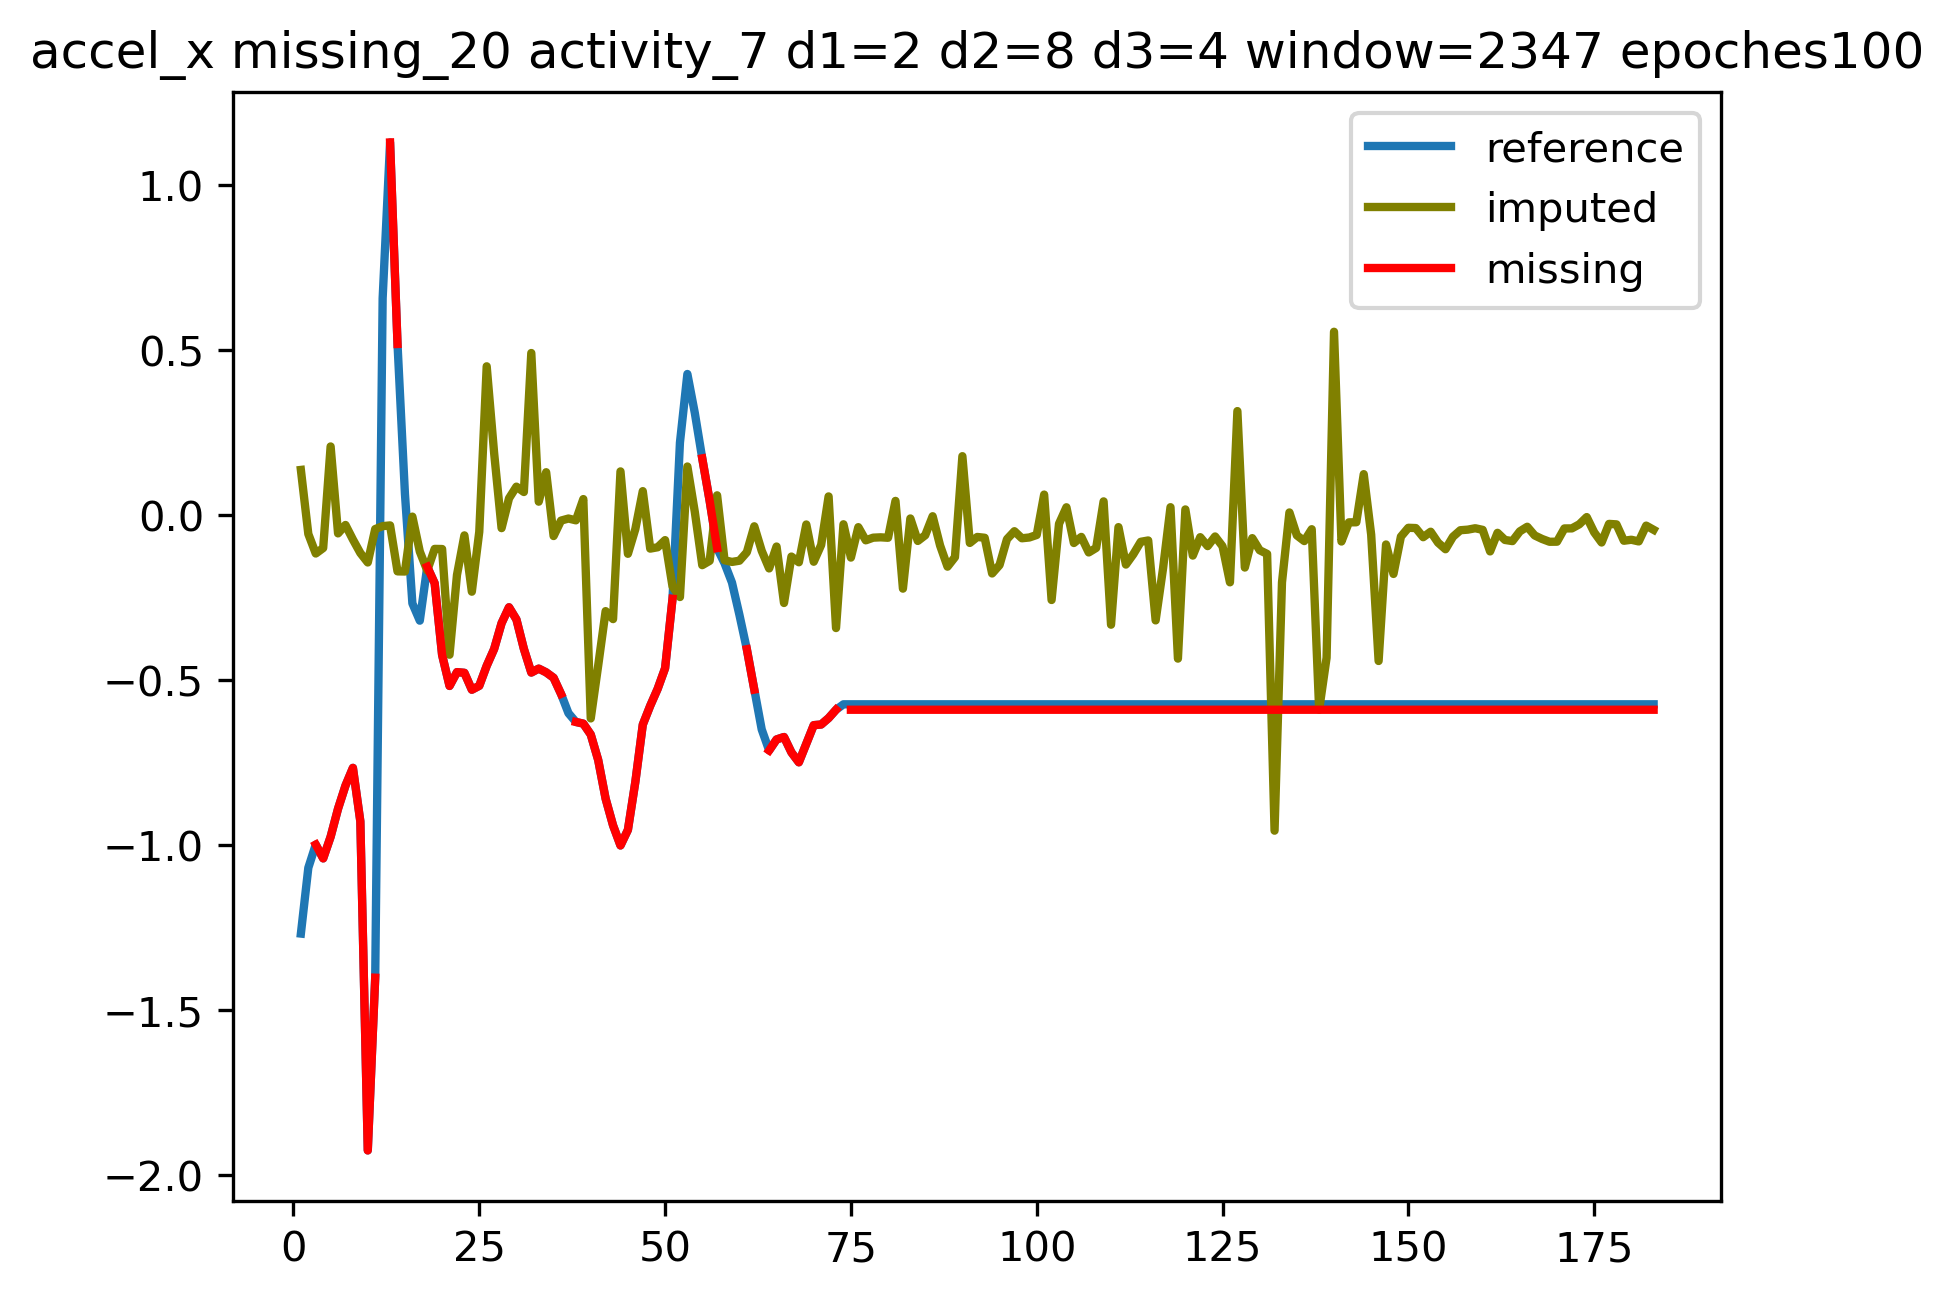 accel_x missing_20 activity_7 d1=2 d2=8 d3=4 window=2347 epoches100
reference
imputed
missing
1.0
0.5
0.0
−0.5
−1.0
−1.5
−2.0
0 25 50 75 100 125 150 175